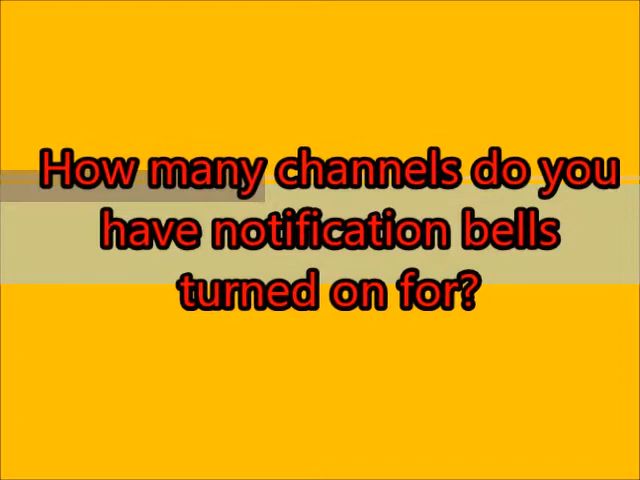 How many channels do you
have notification bells
turned on for?